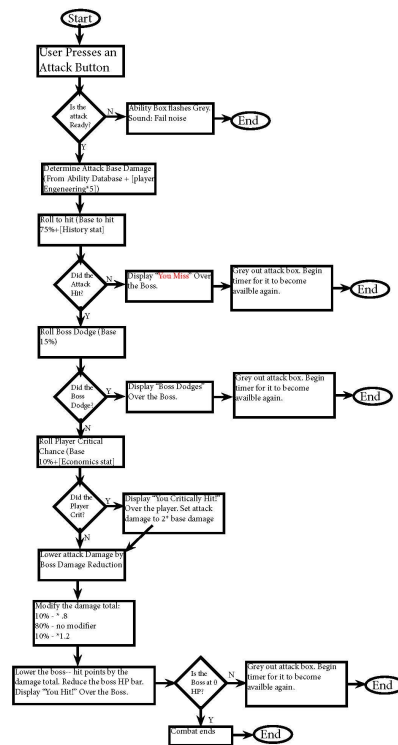 Start
User Presses an
Attack Button
Is the
attack
Ready?
N
Ability Box flashes Grey.
Sound: Fail noise
End
Y
Determine Attack Base Damage
(From Ability Database + [player
Engeneering*5])
Roll to hit (Base to hit
75%+[History stat]
Did the
Attack
Hit?
N
Display "You Miss" Over
the Boss.
Grey out attack box. Begin
timer for it to become
availble again.
End
Y
Roll Boss Dodge (Base
15%)
Did the
Boss
Dodge?
Y
Display "Boss Dodges"
Over the Boss.
Grey out attack box. Begin
timer for it to become
availble again.
End
N
Roll Player Critical
Chance (Base
10%+[Economics stat]
Did the
Player
Crit?
Y
Display "You Critically Hit!"
Over the player. Set attack
damage to 2* base damage
N
Lower attack Damage by
Boss Damage Reduction
Modify the damage total:
10% - * .8
80% - no modifier
10% - *1.2
Lower the boss-- hit points by the
damage total. Reduce the boss HP bar.
Display "You Hit!" Over the Boss.
Is the
Boss at 0
HP?
N
Grey out attack box. Begin
timer for it to become
availble again.
End
Y
Combat ends
End